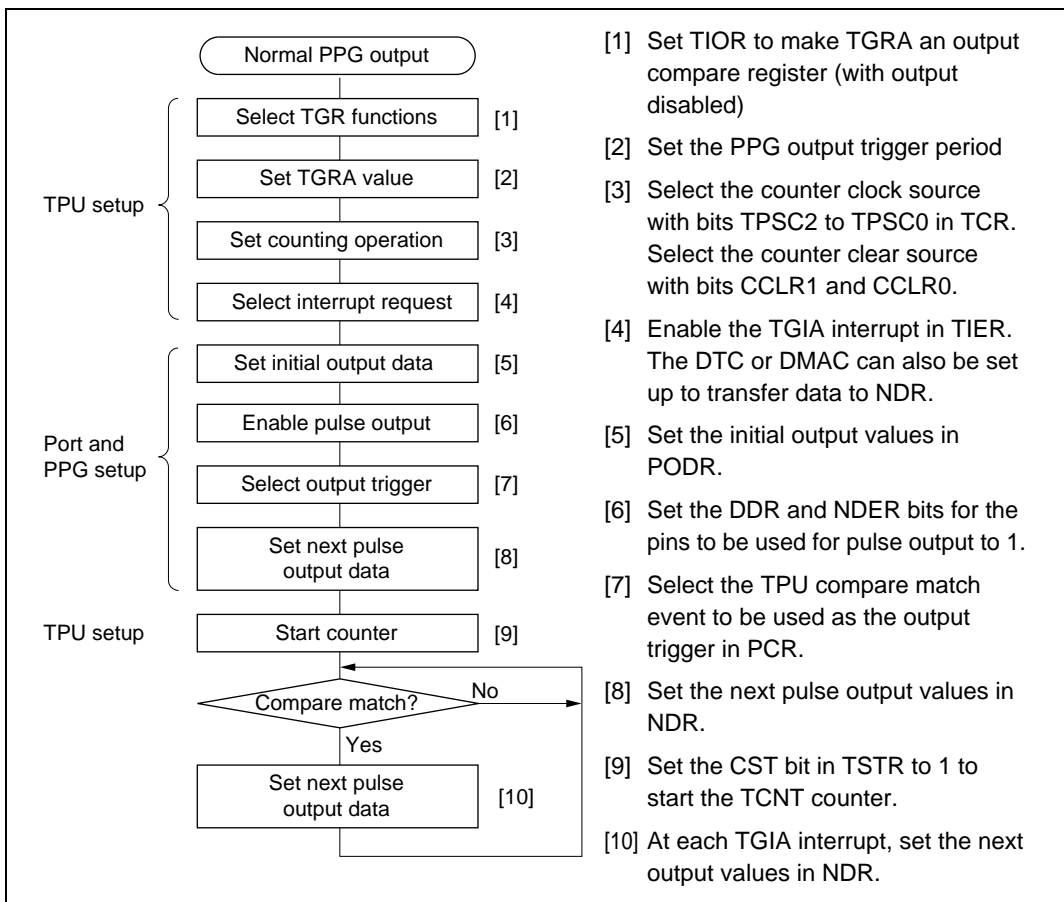 Normal PPG output
Select TGR functions [1]
Set TGRA value [2]
TPU setup
Set counting operation [3]
Select interrupt request [4]
Set initial output data [5]
Enable pulse output [6]
Port and
PPG setup
Select output trigger [7]
Set next pulse
output data
[8]
TPU setup
Start counter [9]
Compare match?
No
Yes
Set next pulse
output data
[10]
[1] Set TIOR to make TGRA an output
compare register (with output
disabled)
[2] Set the PPG output trigger period
[3] Select the counter clock source
with bits TPSC2 to TPSC0 in TCR.
Select the counter clear source
with bits CCLR1 and CCLR0.
[4] Enable the TGIA interrupt in TIER.
The DTC or DMAC can also be set
up to transfer data to NDR.
[5] Set the initial output values in
PODR.
[6] Set the DDR and NDER bits for the
pins to be used for pulse output to 1.
[7] Select the TPU compare match
event to be used as the output
trigger in PCR.
[8] Set the next pulse output values in
NDR.
[9] Set the CST bit in TSTR to 1 to
start the TCNT counter.
[10] At each TGIA interrupt, set the next
output values in NDR.